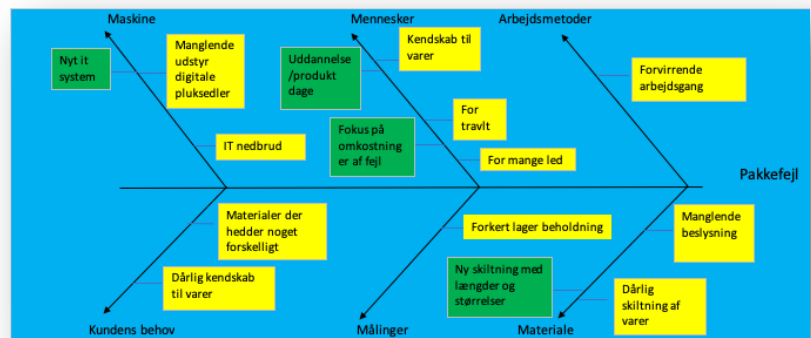 Maskine
Mennesker
Arbejdsmetoder
Nyt it
system
Manglende
udstyr
digitale
pluksedler
Uddannelse
/produkt
dage
Kendskab til
varer
Forvirrende
arbejdsgang
For
travlt
Fokus på
omkostning
er af fejl
IT nedbrud
For mange led
Pakkefejl
Materialer der
hedder noget
forskelligt
Forkert lager beholdning
Manglende
beslysning
Dårlig kendskab
til varer
Ny skiltning med
længder og
størrelser
Dårlig
skiltning af
varer
Kundens behov
Målinger
Materiale